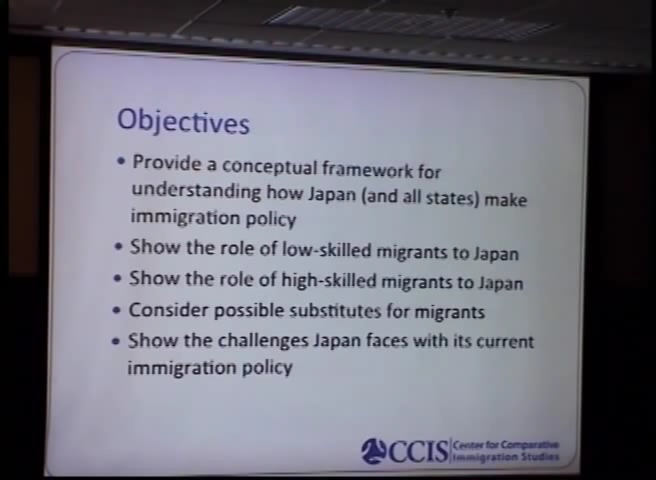 Objectives
• Provide a conceptual framework for
understanding how Japan (and all states) make
immigration policy
• Show the role of low-skilled migrants to Japan
• Show the role of high-skilled migrants to Japan
• Consider possible substitutes for migrants
• Show the challenges Japan faces with its current
immigration policy
CCIS Center for Comparative
Immigration Studies